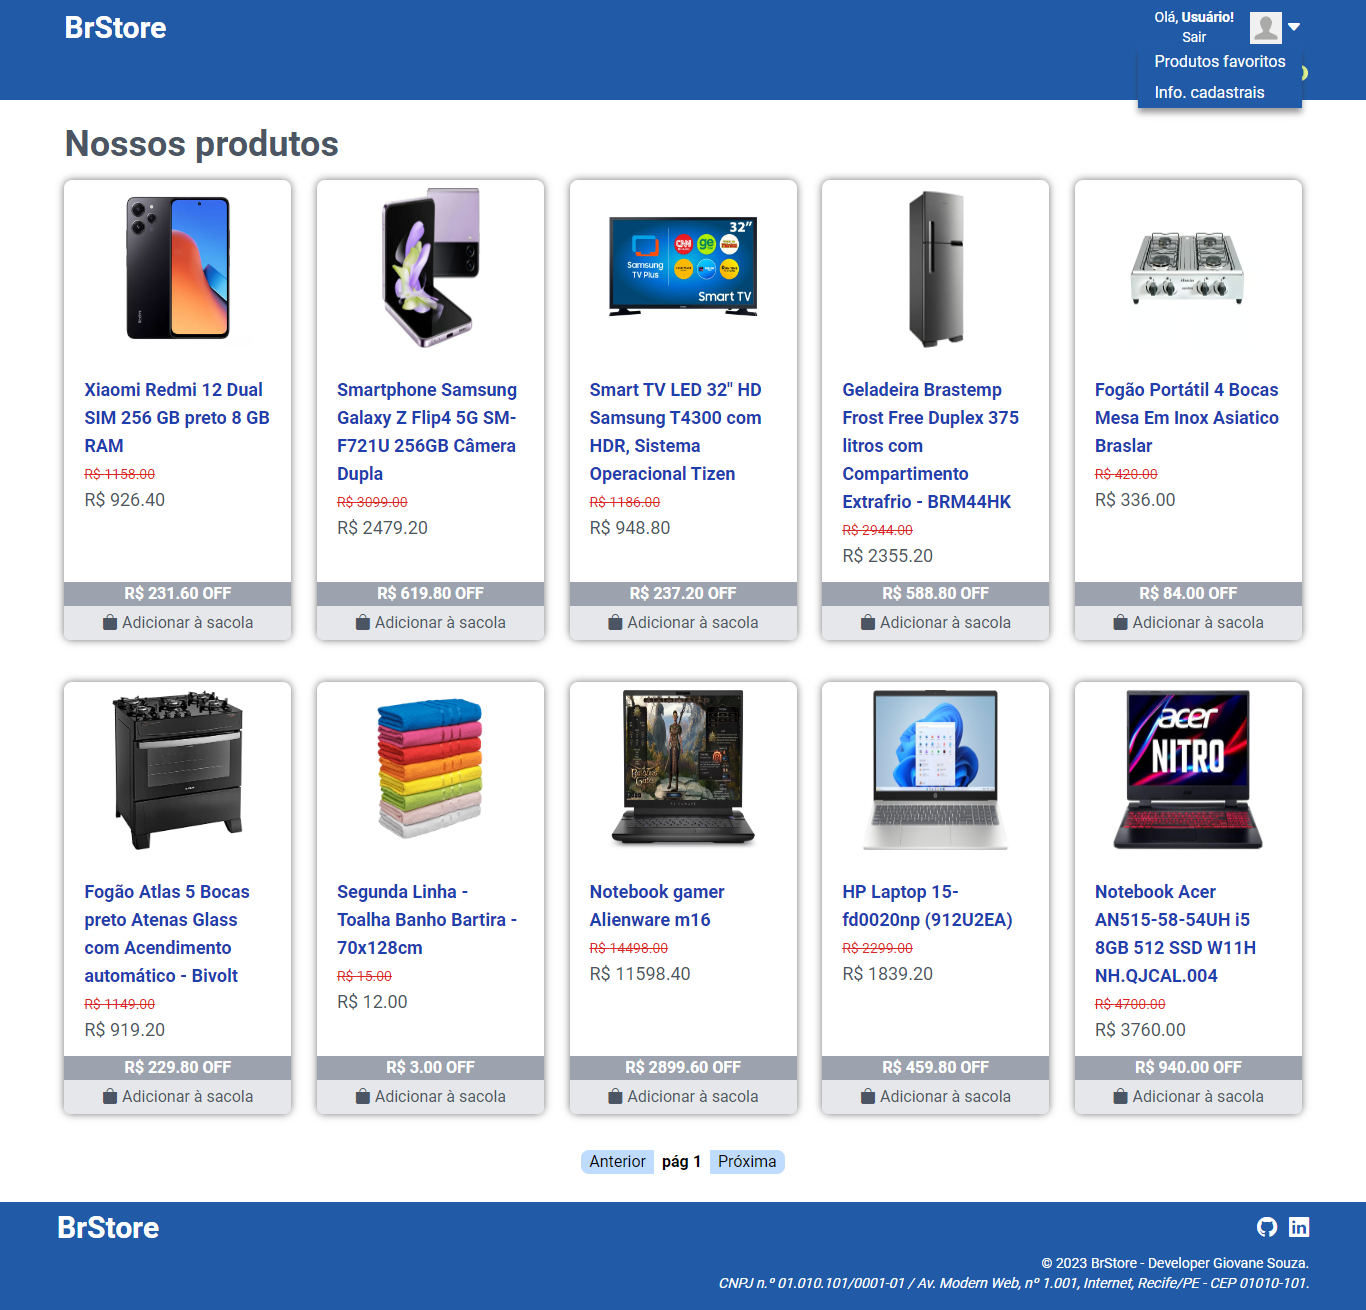 BrStore
Olá, Usuário!
Sair
Produtos favoritos
Info. cadastrais
Nossos produtos
32”
Samsung
TV Plus
CNN
ge
Smart TV
Xiaomi Redmi 12 Dual
SIM 256 GB preto 8 GB
RAM
R$ 1158.00
R$ 926.40
R$ 231.60 OFF
Adicionar à sacola
Smartphone Samsung
Galaxy Z Flip4 5G SM-
F721U 256GB Câmera
Dupla
R$ 3099.00
R$ 2479.20
R$ 619.80 OFF
Adicionar à sacola
Smart TV LED 32" HD
Samsung T4300 com
HDR, Sistema
Operacional Tizen
R$ 1186.00
R$ 948.80
R$ 237.20 OFF
Adicionar à sacola
Geladeira Brastemp
Frost Free Duplex 375
litros com
Compartimento
Extrafrio - BRM44HK
R$ 2944.00
R$ 2355.20
R$ 588.80 OFF
Adicionar à sacola
Fogão Portátil 4 Bocas
Mesa Em Inox Asiatico
Braslar
R$ 420.00
R$ 336.00
R$ 84.00 OFF
Adicionar à sacola
Fogão Atlas 5 Bocas
preto Atenas Glass
com Acendimento
automático - Bivolt
R$ 1149.00
R$ 919.20
R$ 229.80 OFF
Adicionar à sacola
Segunda Linha -
Toalha Banho Bartira -
70x128cm
R$ 15.00
R$ 12.00
R$ 3.00 OFF
Adicionar à sacola
Notebook gamer
Alienware m16
R$ 14498.00
R$ 11598.40
R$ 2899.60 OFF
Adicionar à sacola
HP Laptop 15-
fd0020np (912U2EA)
R$ 2299.00
R$ 1839.20
R$ 459.80 OFF
Adicionar à sacola
acer
NITRO
Notebook Acer
AN515-58-54UH i5
8GB 512 SSD W11H
NH.QJCAL.004
R$ 4700.00
R$ 3760.00
R$ 940.00 OFF
Adicionar à sacola
Anterior pág 1 Próxima
BrStore
© 2023 BrStore - Developer Giovane Souza.
CNPJ n.º 01.010.101/0001-01 / Av. Modern Web, nº 1.001, Internet, Recife/PE - CEP 01010-101.